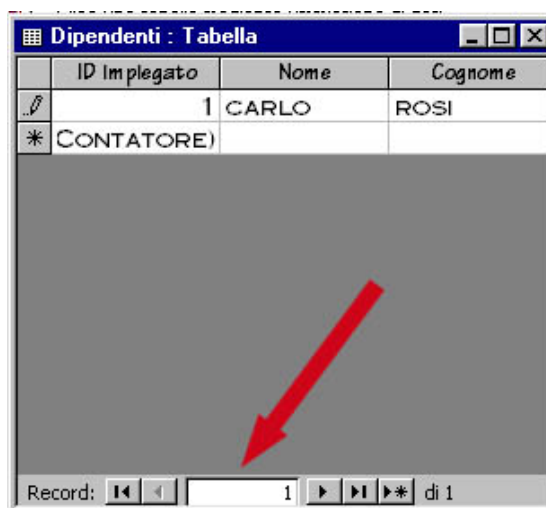 Dipendenti : Tabella
ID Impiegato Nome Cognome
1 CARLO ROSI
CONTATORE)
Record: 1 di 1